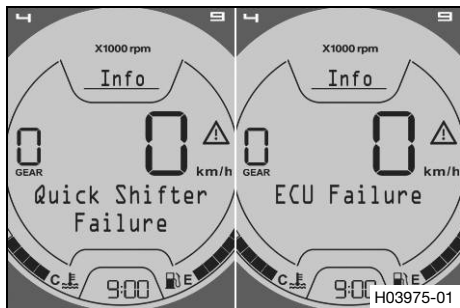 4 9
X1000 rpm
Info
0 0
GEAR km/h
Quick Shifter
Failure
C E
9:00
4 9
X1000 rpm
Info
0 0
GEAR km/h
ECU Failure
C E
9:00
H03975-01